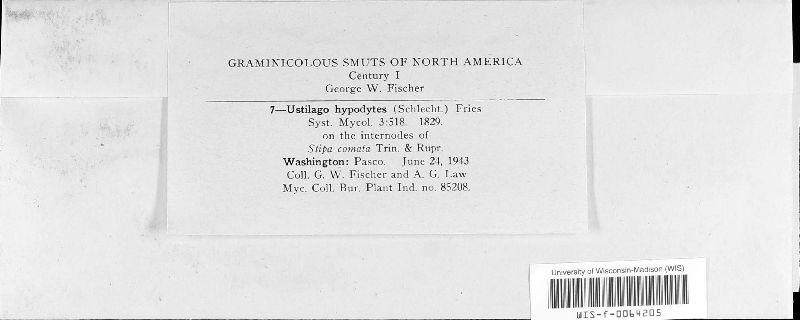 GRAMINICOLOUS SMUTS OF NORTH AMERICA
Century I
George W. Fischer
7—Ustilago hypodytes (Schlecht.) Fries
Syst. Mycol. 3:518. 1829.
on the internodes of
Stipa comata Trin. & Rupr.
Washington: Pasco. June 24, 1943
Coll. G. W. Fischer and A. G. Law
Myc. Coll. Bur. Plant Ind. no. 85208.
University of Wisconsin-Madison (WIS)
WIS-f-0064205